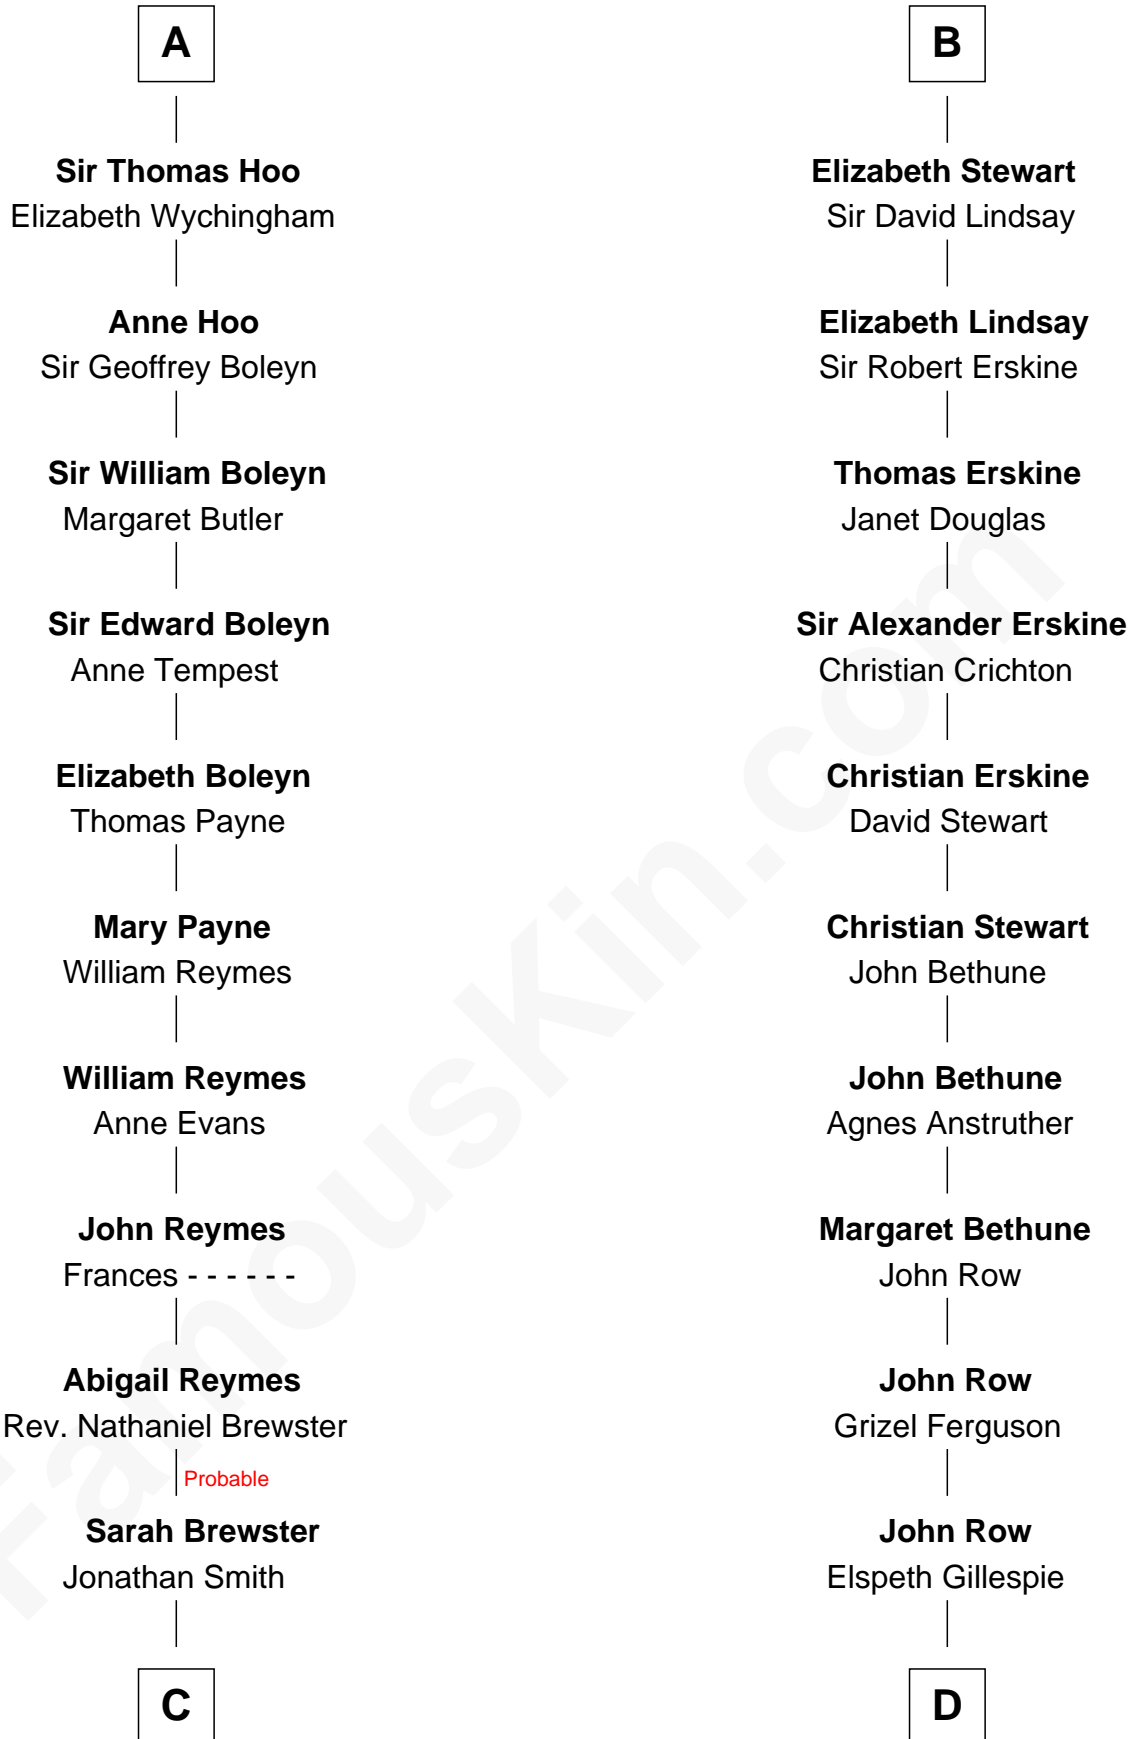 A
Sir Thomas Hoo
Elizabeth Wychingham
Anne Hoo
Sir Geoffrey Boleyn
Sir William Boleyn
Margaret Butler
Sir Edward Boleyn
Anne Tempest
Elizabeth Boleyn
Thomas Payne
Mary Payne
William Reymes
William Reymes
Anne Evans
John Reymes
Frances - - - - - -
Abigail Reymes
Rev. Nathaniel Brewster
Probable
Sarah Brewster
Jonathan Smith
C
B
Elizabeth Stewart
Sir David Lindsay
Elizabeth Lindsay
Sir Robert Erskine
Thomas Erskine
Janet Douglas
Sir Alexander Erskine
Christian Crichton
Christian Erskine
David Stewart
Christian Stewart
John Bethune
John Bethune
Agnes Anstruther
Margaret Bethune
John Row
John Row
Grizel Ferguson
John Row
Elspeth Gillespie
D
FamousKin.com